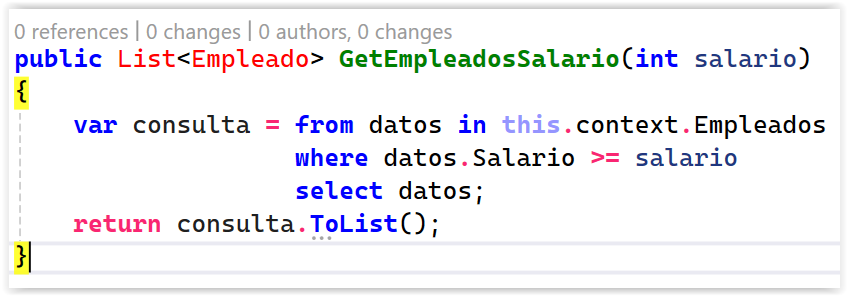 0 references | 0 changes | 0 authors, 0 changes
public List<Empleado> GetEmpleadosSalario(int salario)
{
    var consulta = from datos in this.context.Empleados
                   where datos.Salario >= salario
                   select datos;
    return consulta.ToList();
}